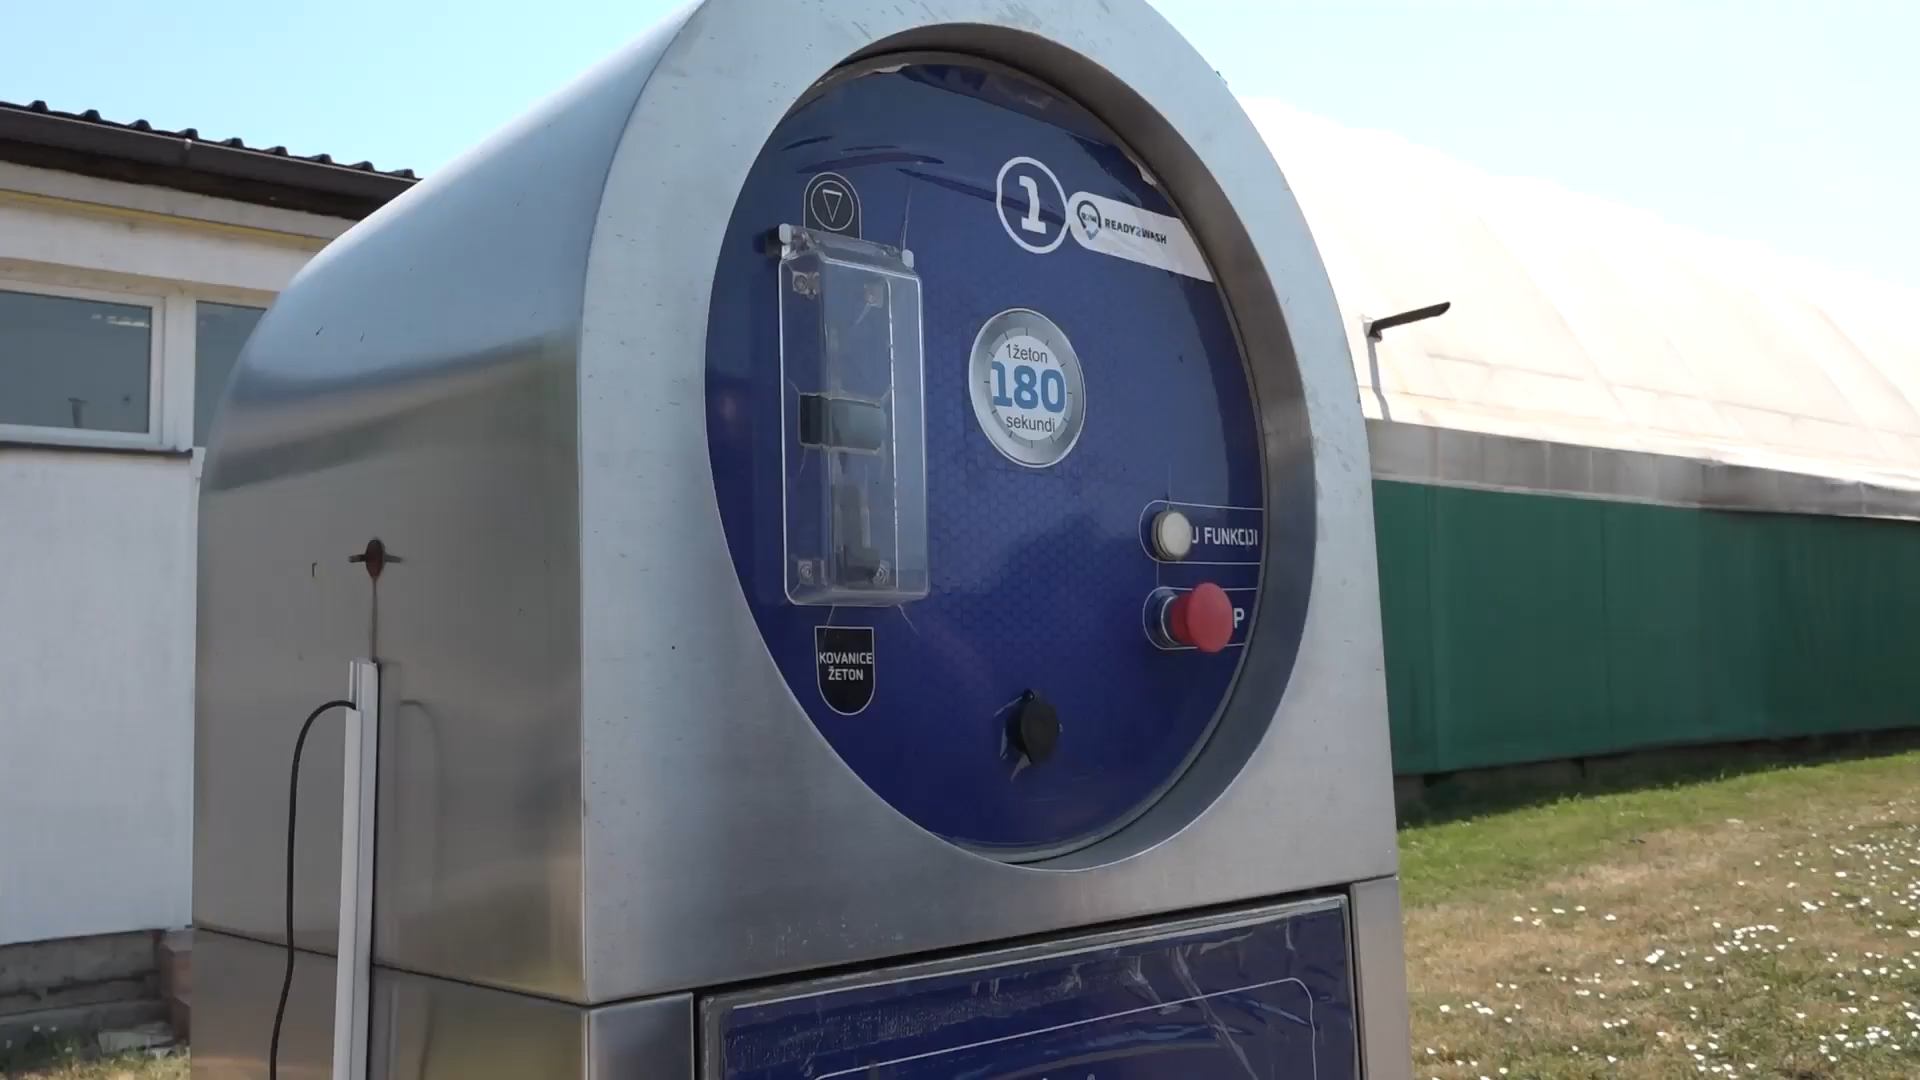 1
READY2WASH
1žeton
180
sekundi
U FUNKCIJI
P
KOVANICE
ŽETON